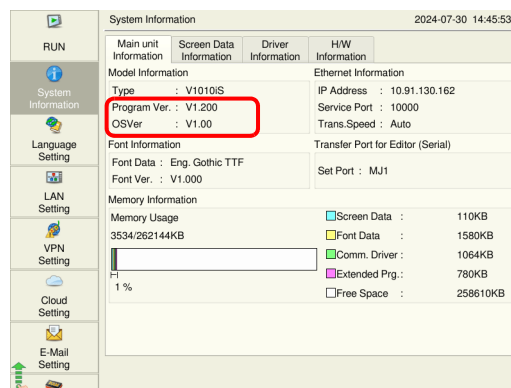 System Information
2024-07-30 14:45:53
RUN
System
Information
Language
Setting
LAN
Setting
VPN
Setting
Cloud
Setting
E-Mail
Setting
Main unit
Information
Screen Data
Information
Driver
Information
H/W
Information
Model Information
Type : V1010iS
Program Ver. : V1.200
OSVer : V1.00
Ethernet Information
IP Address : 10.91.130.162
Service Port : 10000
Trans.Speed : Auto
Font Information
Font Data : Eng. Gothic TTF
Font Ver. : V1.000
Transfer Port for Editor (Serial)
Set Port : MJ1
Memory Information
Memory Usage
3534/262144KB
1 %
Screen Data : 110KB
Font Data : 1580KB
Comm. Driver : 1064KB
Extended Prg.: 780KB
Free Space : 258610KB